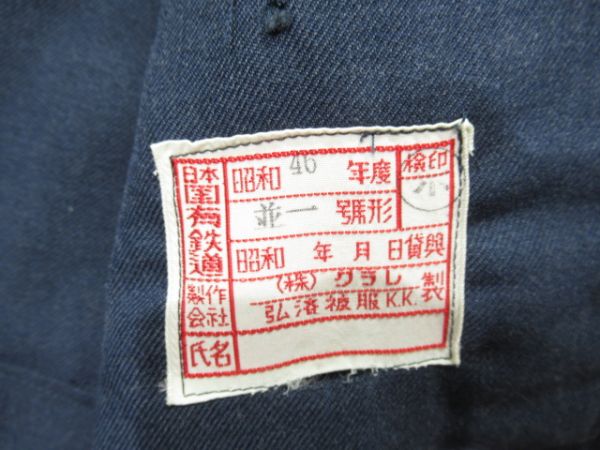 日本
国有
鉄道
昭和 46 年度
検印
並一 號形
昭和 年 月 日貸與
製作
会社
(株) クラレ
弘済被服K.K.
製
氏名